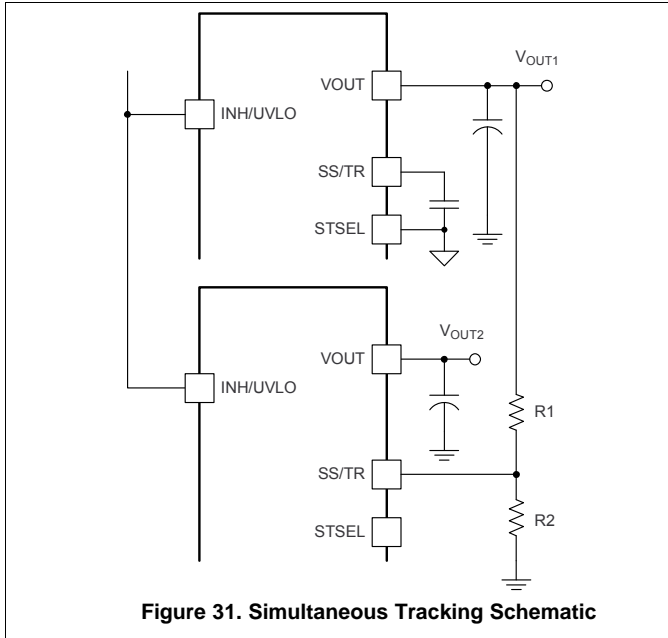 VOUT1
VOUT
INH/UVLO
SS/TR
STSEL
VOUT2
VOUT
INH/UVLO
R1
SS/TR
R2
STSEL
Figure 31. Simultaneous Tracking Schematic